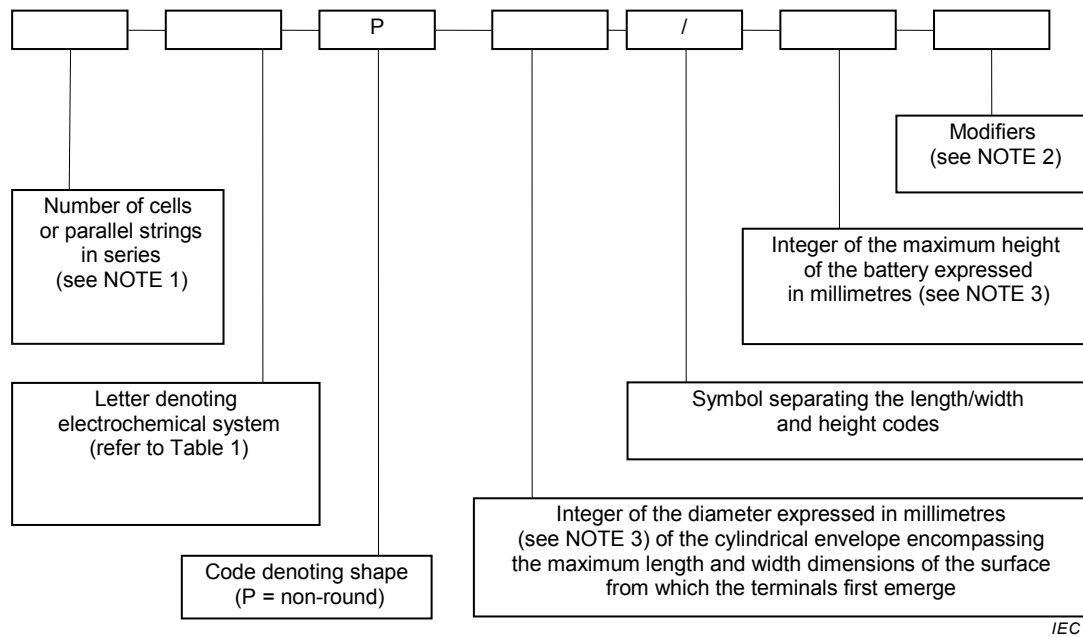 P
/
Modifiers
(see NOTE 2)
Number of cells
or parallel strings
in series
(see NOTE 1)
Integer of the maximum height
of the battery expressed
in millimetres (see NOTE 3)
Letter denoting
electrochemical system
(refer to Table 1)
Symbol separating the length/width
and height codes
Integer of the diameter expressed in millimetres
(see NOTE 3) of the cylindrical envelope encompassing
the maximum length and width dimensions of the surface
from which the terminals first emerge
Code denoting shape
(P = non-round)
IEC